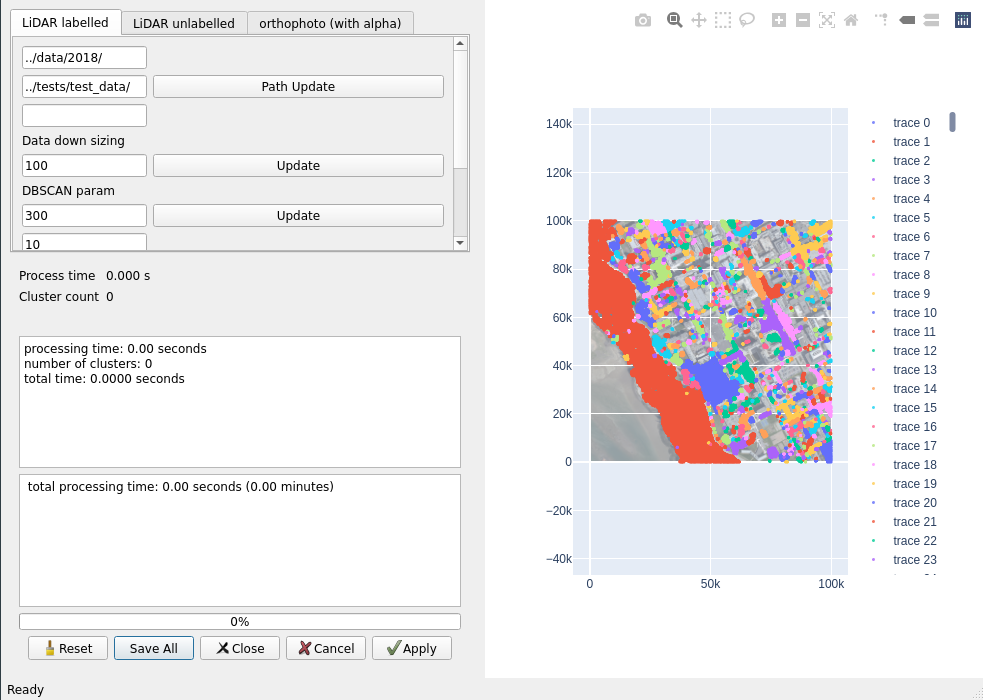 LiDAR labelled
LiDAR unlabelled
orthophoto (with alpha)
../data/2018/
../tests/test_data/
Path Update
Data down sizing
100
Update
DBSCAN param
300
Update
10
Process time 0.000 s
Cluster count 0
processing time: 0.00 seconds
number of clusters: 0
total time: 0.0000 seconds
total processing time: 0.00 seconds (0.00 minutes)
0%
Reset
Save All
Close
Cancel
Apply
Ready
140k
120k
100k
80k
60k
40k
20k
0
−20k
−40k
0
50k
100k
trace 0
trace 1
trace 2
trace 3
trace 4
trace 5
trace 6
trace 7
trace 8
trace 9
trace 10
trace 11
trace 12
trace 13
trace 14
trace 15
trace 16
trace 17
trace 18
trace 19
trace 20
trace 21
trace 22
trace 23